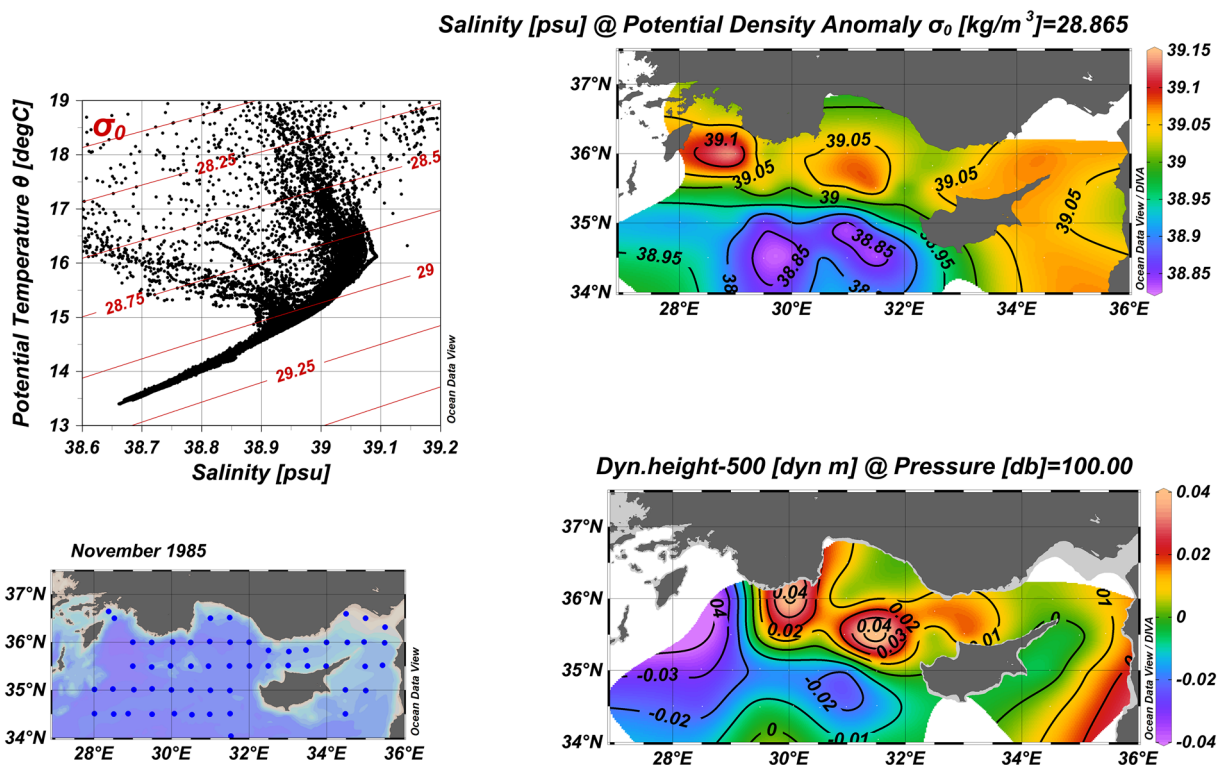 Salinity [psu] @ Potential Density Anomaly σ₀ [kg/m³]=28.865
39.15
39.1
39.05
39
38.95
38.9
38.85
37°N
36°N
35°N
34°N
28°E
30°E
32°E
34°E
36°E
39.1
39.05
39.05
39.05
39.05
39
38.95
38.95
38.85
38.85
38
38
Ocean Data View / DIVA
Potential Temperature θ [degC]
19
18
17
16
15
14
13
σ₀
28.25
28.5
28.75
29
29.25
38.6
38.7
38.8
38.9
39
39.1
39.2
Salinity [psu]
Ocean Data View
Dyn.height-500 [dyn m] @ Pressure [db]=100.00
0.04
0.02
0
-0.02
-0.04
37°N
36°N
35°N
34°N
28°E
30°E
32°E
34°E
36°E
04
0.04
0.02
0.04
0.03
0.02
.01
0
01
0
-0.03
-0.02
-0.02
-0.01
0
Ocean Data View / DIVA
November 1985
37°N
36°N
35°N
34°N
28°E
30°E
32°E
34°E
36°E
Ocean Data View